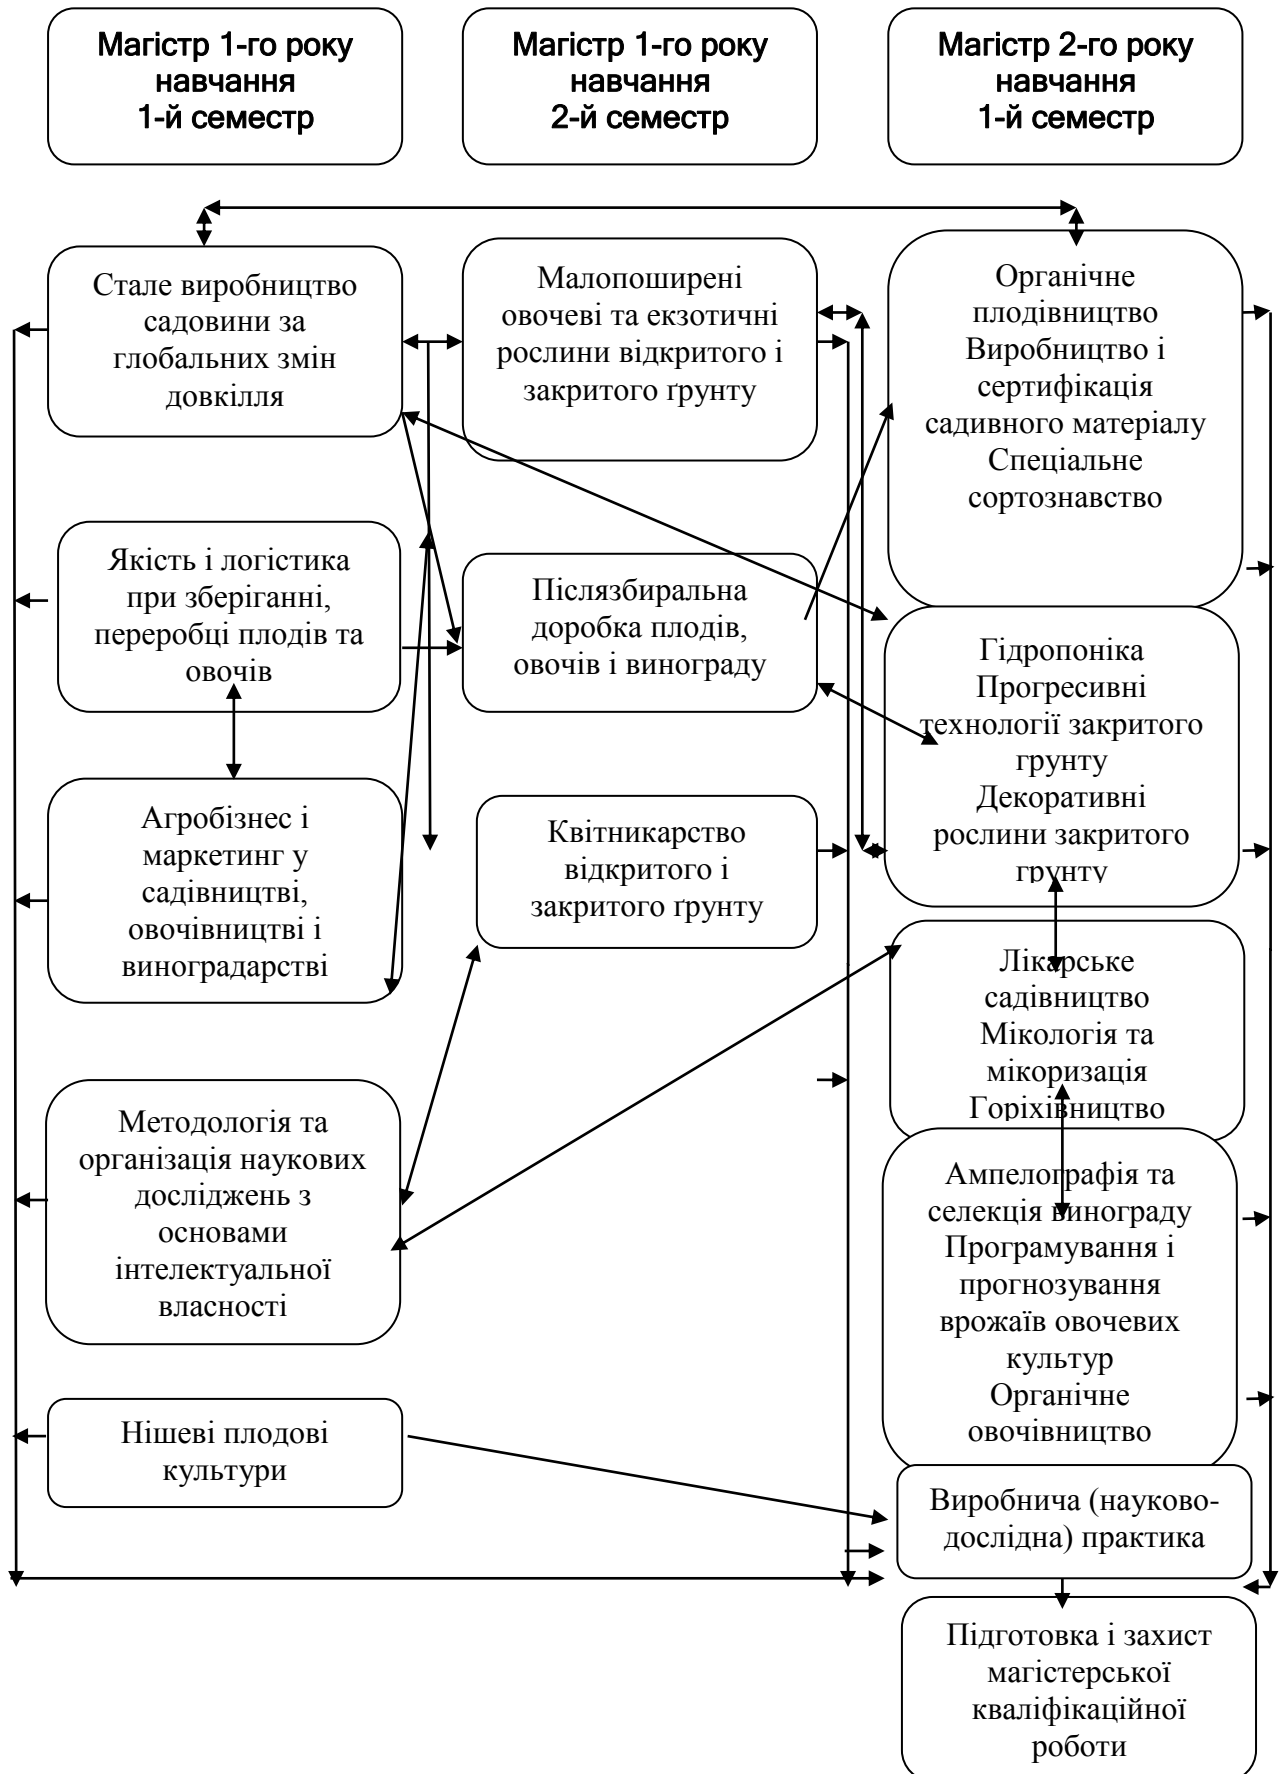 Магістр 1-го року
навчання
1-й семестр
Магістр 1-го року
навчання
2-й семестр
Магістр 2-го року
навчання
1-й семестр
Стале виробництво
садовини за
глобальних змін
довкілля
Малопоширені
овочеві та екзотичні
рослини відкритого і
закритого ґрунту
Органічне
плодівництво
Виробництво і
сертифікація
садивного матеріалу
Спеціальне
сортознавство
Якість і логістика
при зберіганні,
переробці плодів та
овочів
Післязбиральна
доробка плодів,
овочів і винограду
Гідропоніка
Прогресивні
технології закритого
грунту
Декоративні
рослини закритого
грунту
Агробізнес і
маркетинг у
садівництві,
овочівництві і
виноградарстві
Квітникарство
відкритого і
закритого ґрунту
Лікарське
садівництво
Мікологія та
мікоризація
Горіхівництво
Методологія та
організація наукових
досліджень з
основами
інтелектуальної
власності
Ампелографія та
селекція винограду
Програмування і
прогнозування
врожаїв овочевих
культур
Органічне
овочівництво
Нішеві плодові
культури
Виробнича (науково-
дослідна) практика
Підготовка і захист
магістерської
кваліфікаційної
роботи